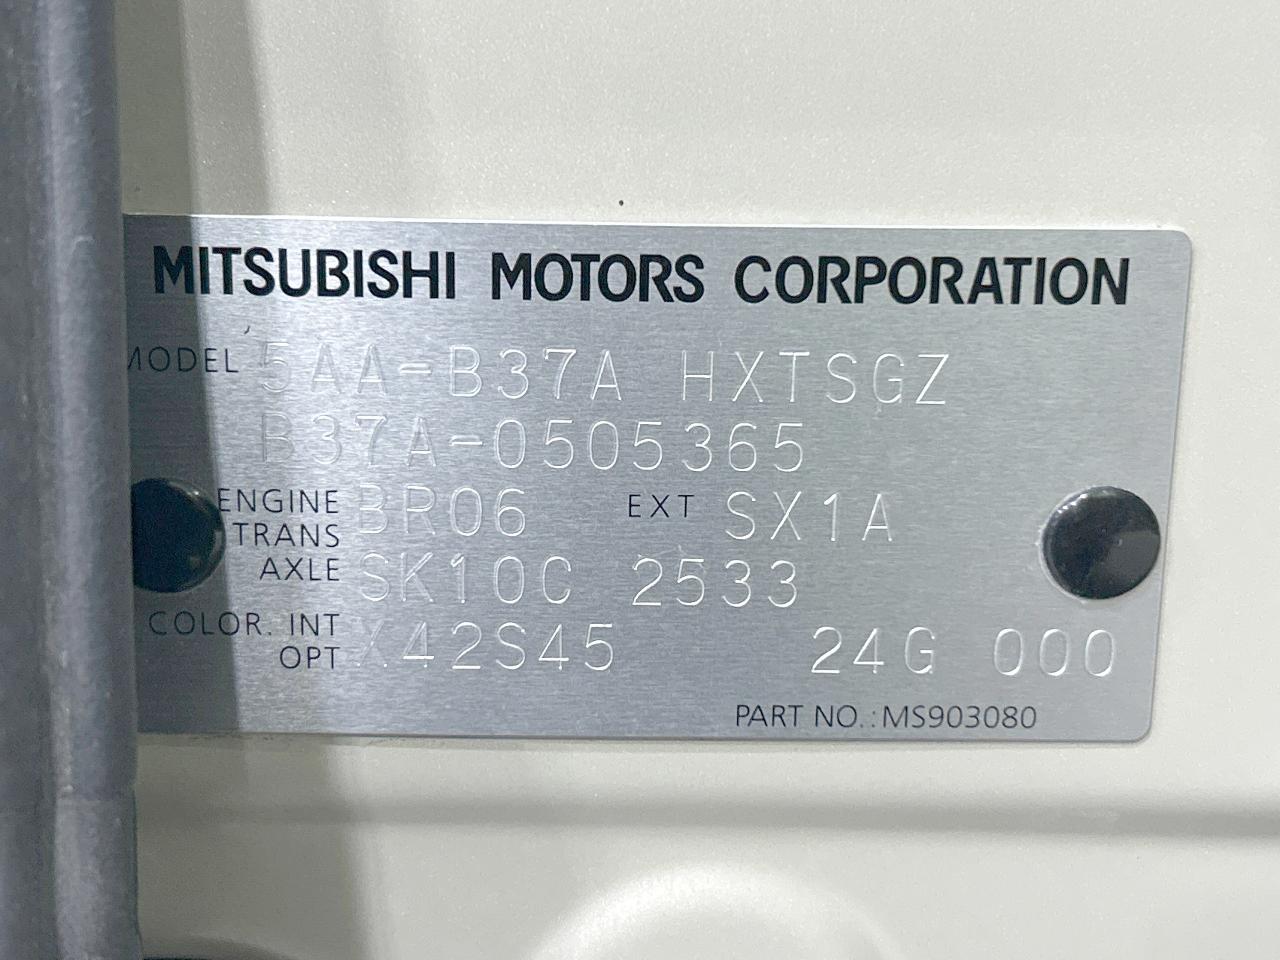 MITSUBISHI MOTORS CORPORATION
MODEL 5AA-B37A HXTSGZ
B37A-0505365
ENGINE BR06 EXT SX1A
TRANS
AXLE SK10C 2533
COLOR. INT
OPT X42S45 24G 000
PART NO.: MS903080